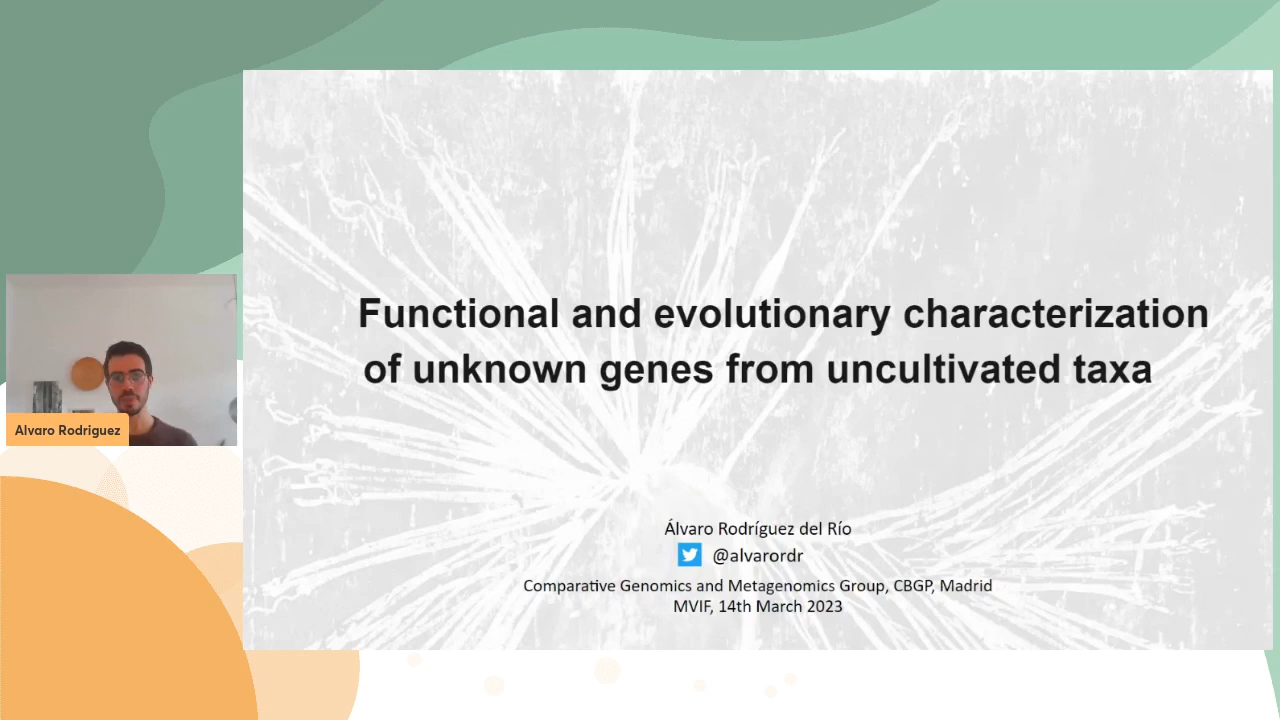 Functional and evolutionary characterization
of unknown genes from uncultivated taxa
Alvaro Rodriguez
Álvaro Rodríguez del Río
@alvarordr
Comparative Genomics and Metagenomics Group, CBGP, Madrid
MVIF, 14th March 2023